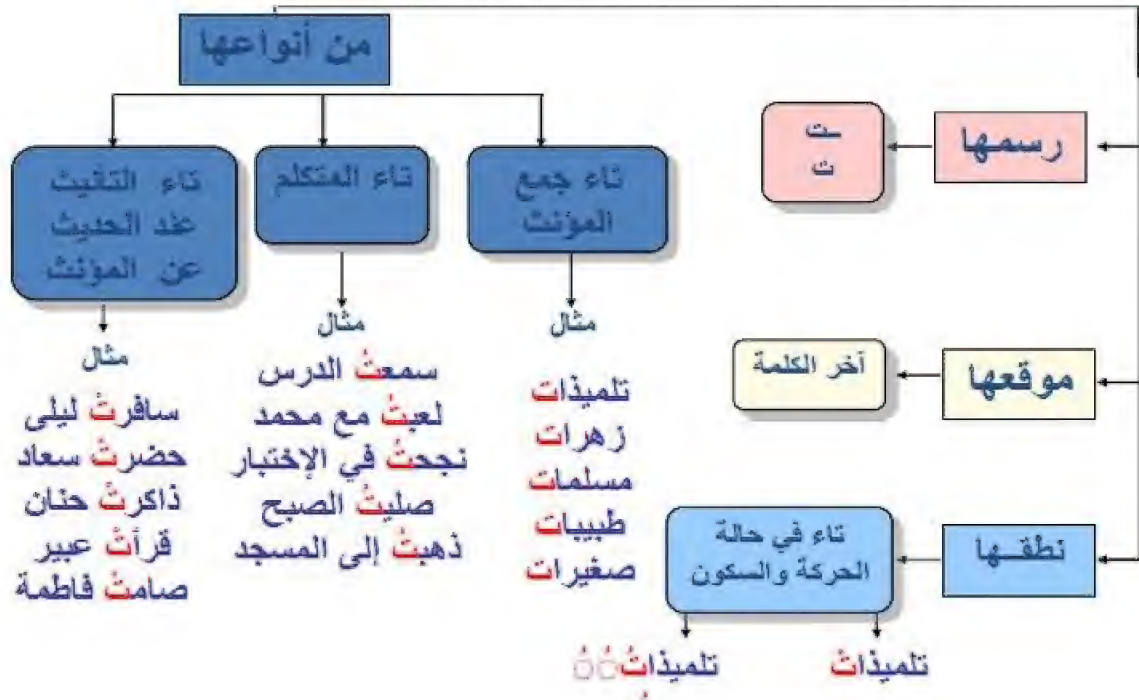 من أنواعها
رسمها
ـت
ت
تاء جمع
المؤنث
تاء المتكلم
تاء التأنيث
عند الحديث
عن المؤنث
مثال
تلميذات
زهرات
مسلمات
طبيبات
صغيرات
مثال
سمعتُ الدرس
لعبتُ مع محمد
نجحتُ في الإختبار
صليتُ الصبح
ذهبتُ إلى المسجد
مثال
سافرتْ ليلى
حضرتْ سعاد
ذاكرتْ حنان
قرأتْ عبير
صامتْ فاطمة
موقعها
آخر الكلمة
نطقــها
تاء في حالة
الحركة والسكون
تلميذاتْ
تلميذاتُ